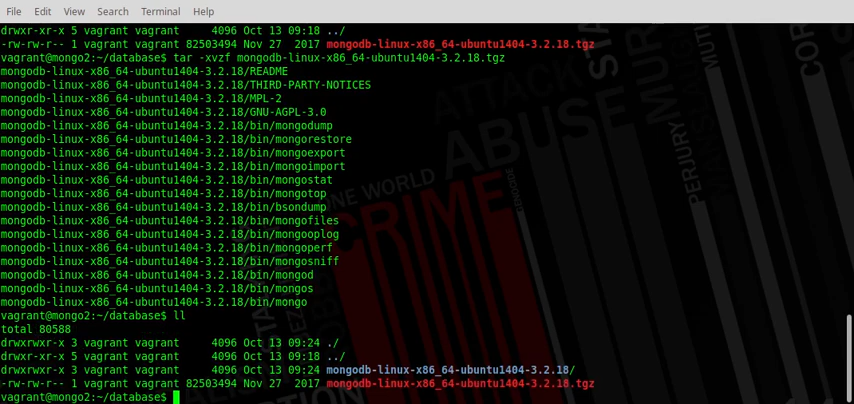 File Edit View Search Terminal Help
drwxr-xr-x 5 vagrant vagrant     4096 Oct 13 09:18 ../
-rw-rw-r-- 1 vagrant vagrant 82503494 Nov 27  2017 mongodb-linux-x86_64-ubuntu1404-3.2.18.tgz
vagrant@mongo2:~/database$ tar -xvzf mongodb-linux-x86_64-ubuntu1404-3.2.18.tgz
mongodb-linux-x86_64-ubuntu1404-3.2.18/README
mongodb-linux-x86_64-ubuntu1404-3.2.18/THIRD-PARTY-NOTICES
mongodb-linux-x86_64-ubuntu1404-3.2.18/MPL-2
mongodb-linux-x86_64-ubuntu1404-3.2.18/GNU-AGPL-3.0
mongodb-linux-x86_64-ubuntu1404-3.2.18/bin/mongodump
mongodb-linux-x86_64-ubuntu1404-3.2.18/bin/mongorestore
mongodb-linux-x86_64-ubuntu1404-3.2.18/bin/mongoexport
mongodb-linux-x86_64-ubuntu1404-3.2.18/bin/mongoimport
mongodb-linux-x86_64-ubuntu1404-3.2.18/bin/mongostat
mongodb-linux-x86_64-ubuntu1404-3.2.18/bin/mongotop
mongodb-linux-x86_64-ubuntu1404-3.2.18/bin/bsondump
mongodb-linux-x86_64-ubuntu1404-3.2.18/bin/mongofiles
mongodb-linux-x86_64-ubuntu1404-3.2.18/bin/mongooplog
mongodb-linux-x86_64-ubuntu1404-3.2.18/bin/mongoperf
mongodb-linux-x86_64-ubuntu1404-3.2.18/bin/mongosniff
mongodb-linux-x86_64-ubuntu1404-3.2.18/bin/mongod
mongodb-linux-x86_64-ubuntu1404-3.2.18/bin/mongos
mongodb-linux-x86_64-ubuntu1404-3.2.18/bin/mongo
vagrant@mongo2:~/database$ ll
total 80588
drwxrwxr-x 3 vagrant vagrant     4096 Oct 13 09:24 ./
drwxr-xr-x 5 vagrant vagrant     4096 Oct 13 09:18 ../
drwxrwxr-x 3 vagrant vagrant     4096 Oct 13 09:24 mongodb-linux-x86_64-ubuntu1404-3.2.18/
-rw-rw-r-- 1 vagrant vagrant 82503494 Nov 27  2017 mongodb-linux-x86_64-ubuntu1404-3.2.18.tgz
vagrant@mongo2:~/database$
ATTACK
ABUSE
CRIME
WORLD
PERJURY